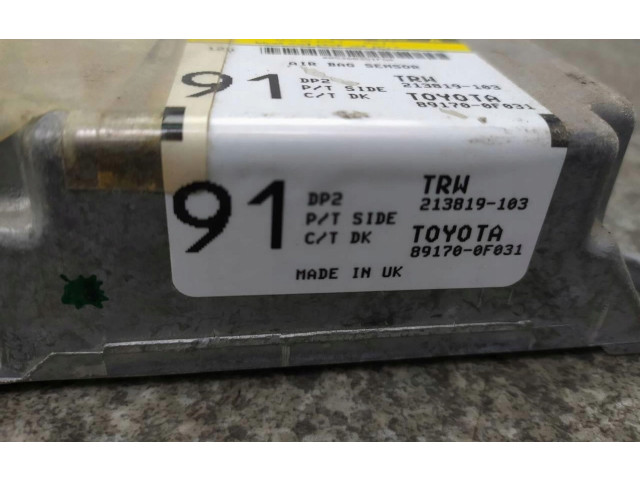 12V
AIR BAG SENSOR
91
DP2
P/T SIDE
C/T DK
TRW
213819-103
TOYOTA
89170-0F031
91
DP2
P/T SIDE
C/T DK
TRW
213819-103
TOYOTA
89170-0F031
MADE IN UK